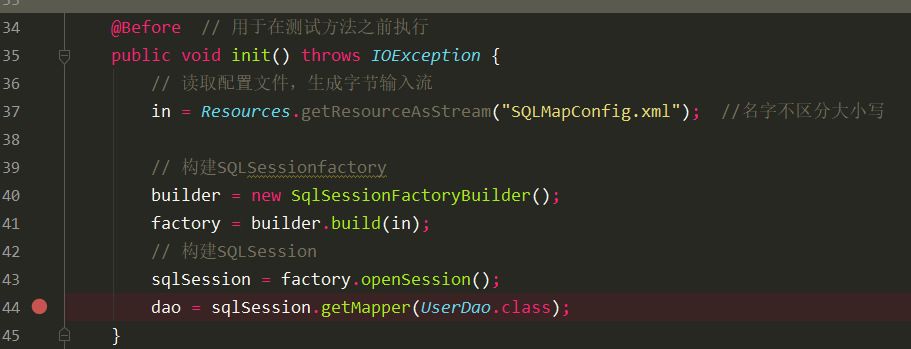 34 @Before // 用于在测试方法之前执行
35 public void init() throws IOException {
36 // 读取配置文件，生成字节输入流
37 in = Resources.getResourceAsStream("SQLMapConfig.xml"); //名字不区分大小写
38
39 // 构建SQLSessionfactory
40 builder = new SqlSessionFactoryBuilder();
41 factory = builder.build(in);
42 // 构建SQLSession
43 sqlSession = factory.openSession();
44 dao = sqlSession.getMapper(UserDao.class);
45 }